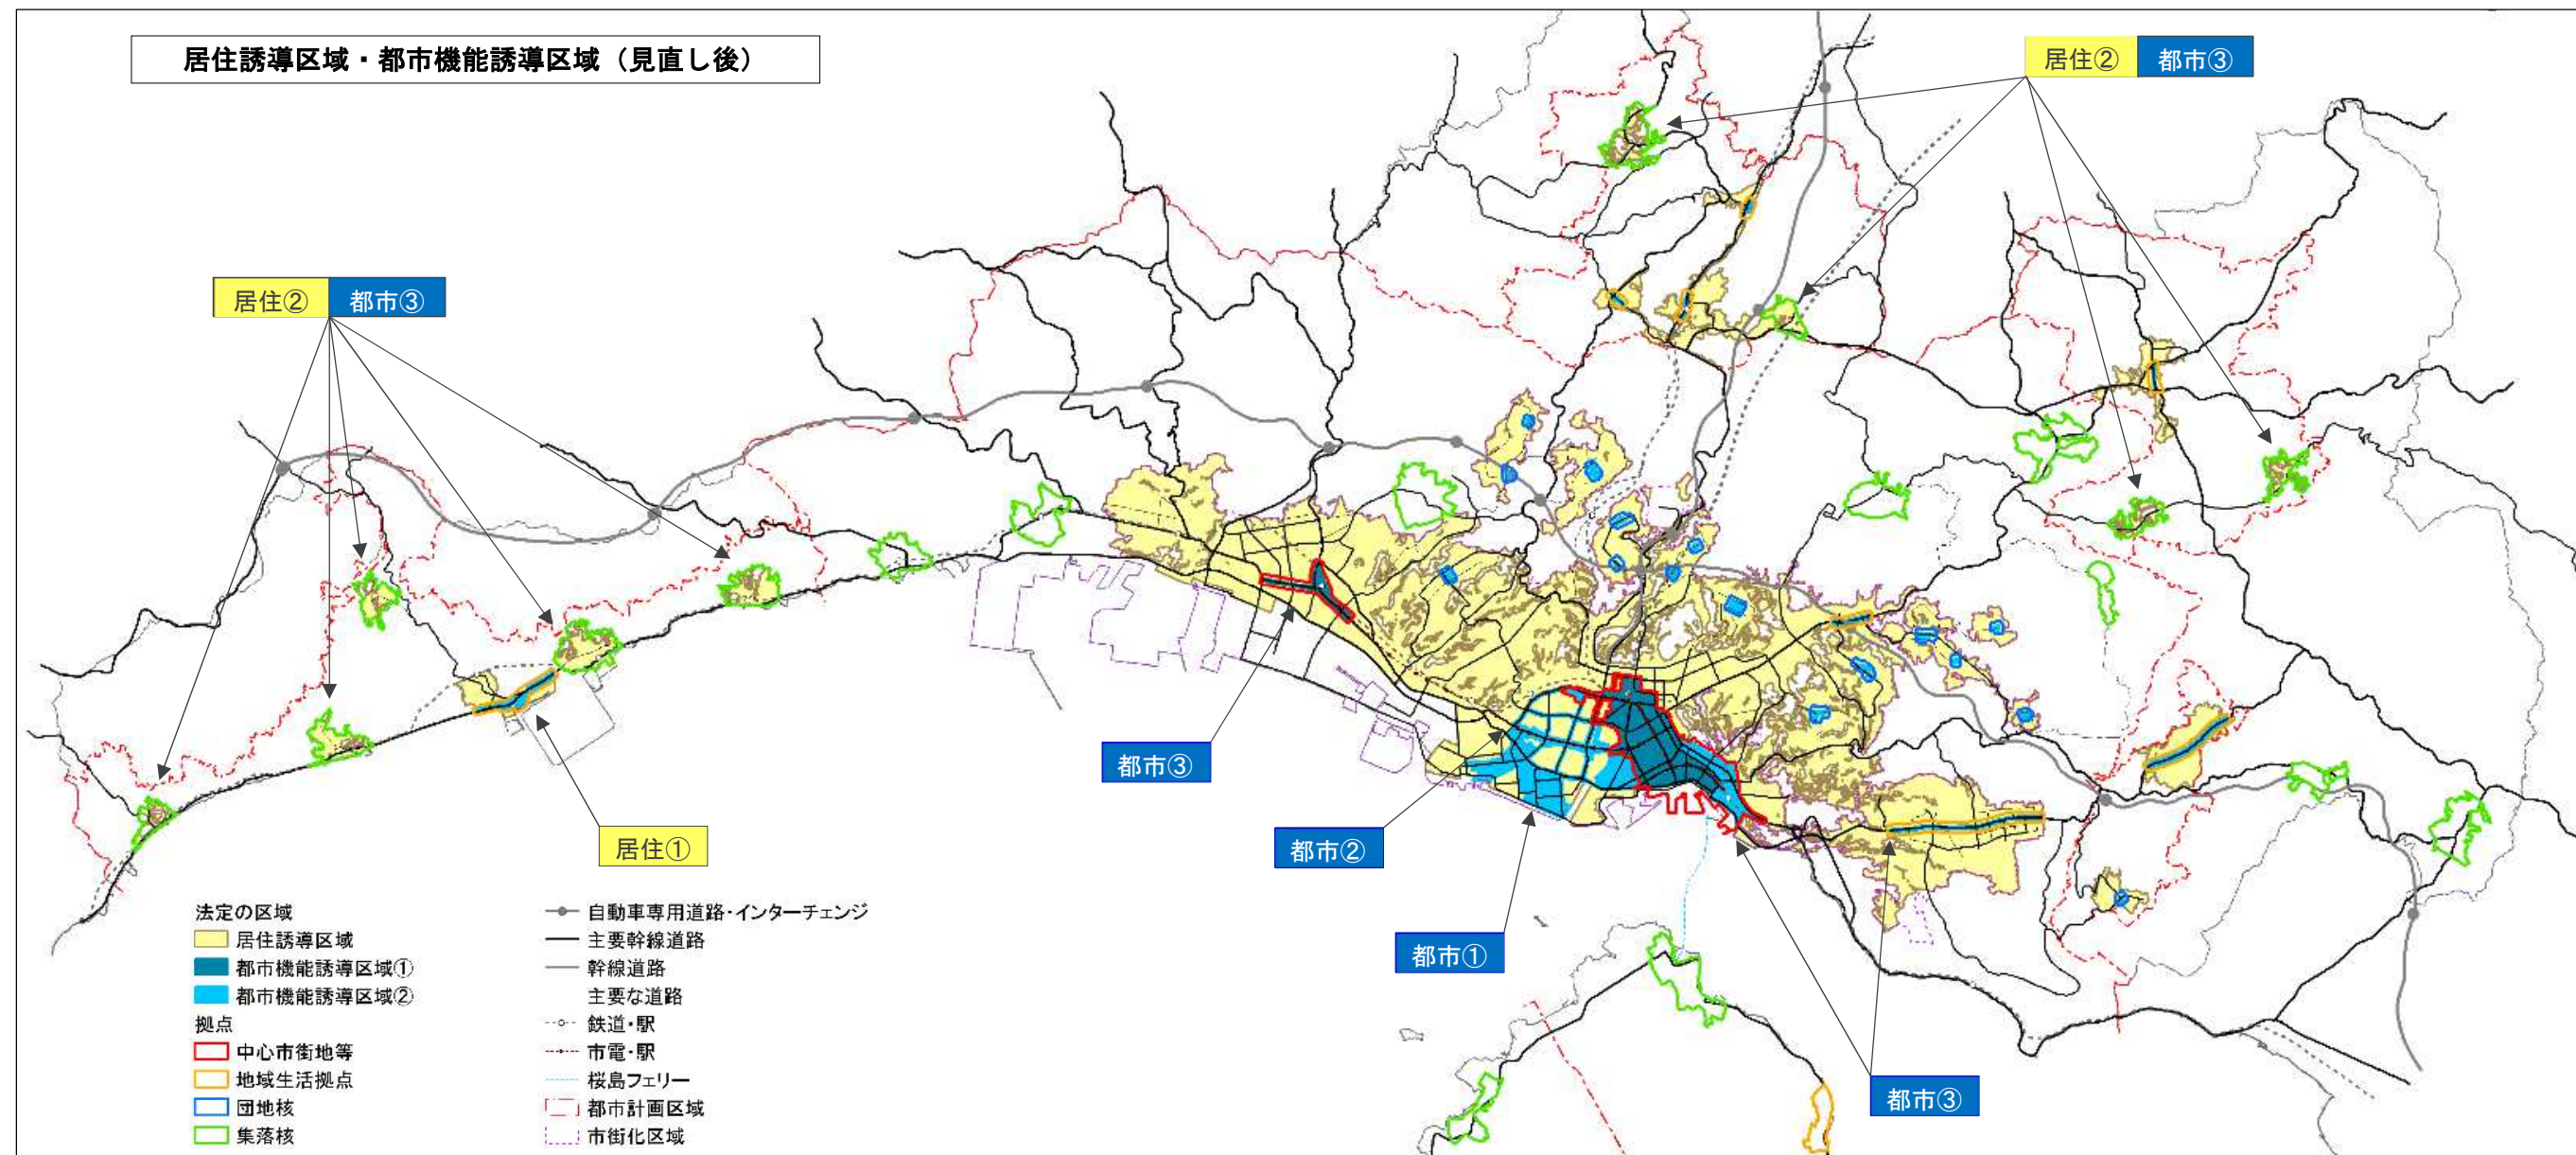 居住誘導区域・都市機能誘導区域（見直し後）
居住② 都市③
居住② 都市③
都市③
居住①
都市②
都市①
都市③
法定の区域
居住誘導区域
都市機能誘導区域①
都市機能誘導区域②
拠点
中心市街地等
地域生活拠点
団地核
集落核
自動車専用道路・インターチェンジ
主要幹線道路
幹線道路
主要な道路
鉄道・駅
市電・駅
桜島フェリー
都市計画区域
市街化区域